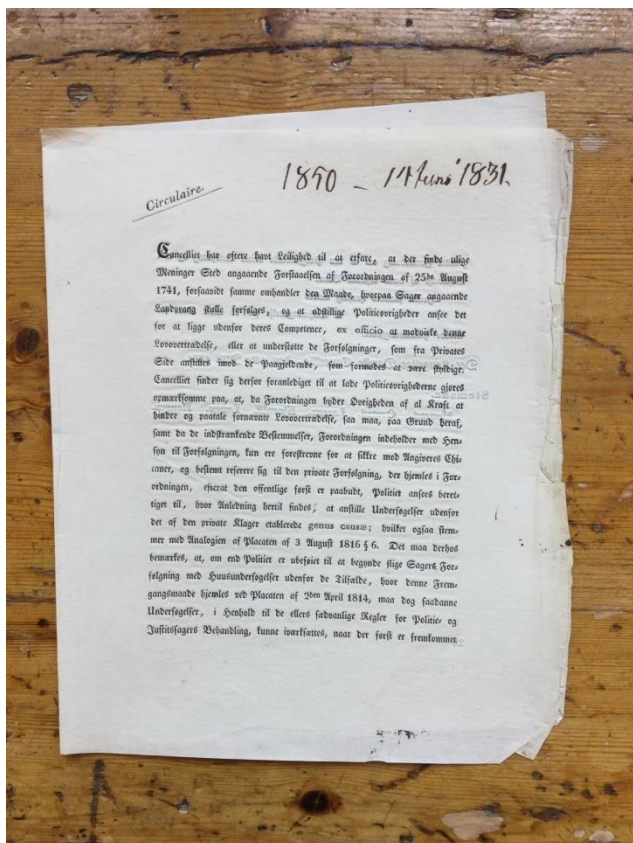 Circulaire.
1850 - 14 Juni 1831.
Cancelliet har oftere havt Leilighed til at erfare, at der finde ulige
Meninger Sted angaaende Forstaaelsen af Forordningen af 25de August
1741, forsaavidt samme omhandler den Maade, hvorpaa Sager angaaende
Landprang skulle forfølges, og at adskillige Politieøvrigheder ansee det
for at ligge udenfor deres Competence, ex officio at modvirke denne
Lovovertrædelse, eller at understøtte de Forfølgninger, som fra Privates
Side anstilles imod de Paagjeldende, som formodes at være skyldige.
Cancelliet finder sig derfor foranlediget til at lade Politieøvrighederne gjøres
opmærksomme paa, at, da Forordningen byder Øvrigheden af al Kraft at
hindre og paatale fornævnte Lovovertrædelse, saa maa, paa Grund heraf,
samt da de indskrænkende Bestemmelser, Forordningen indeholder med Hen-
syn til Forfølgningen, kun ere foreskrevne for at sikkre mod Angiveres Chi-
caner, og bestemt referere sig til den private Forfølgning, der hjemles i For-
ordningen, efterat den offentlige først er paabudt, Politiet ansees beret-
tiget til, hvor Anledning hertil findes, at anstille Undersøgelser udenfor
det af den private Klager etablerede genus causæ; hvilket ogsaa stem-
mer med Analogien af Placaten af 3 August 1816 § 6. Det maa derhos
bemærkes, at, om end Politiet er ubeføiet til at begynde slige Sagers For-
følgning med Huusundersøgelser udenfor de Tilfælde, hvor denne Frem-
gangsmaade hjemles ved Placaten af 2den April 1814, maa dog saadanne
Undersøgelser, i Henhold til de ellers sædvanlige Regler for Politie- og
Justitssagers Behandling, kunne iværksættes, naar der først er fremkommet